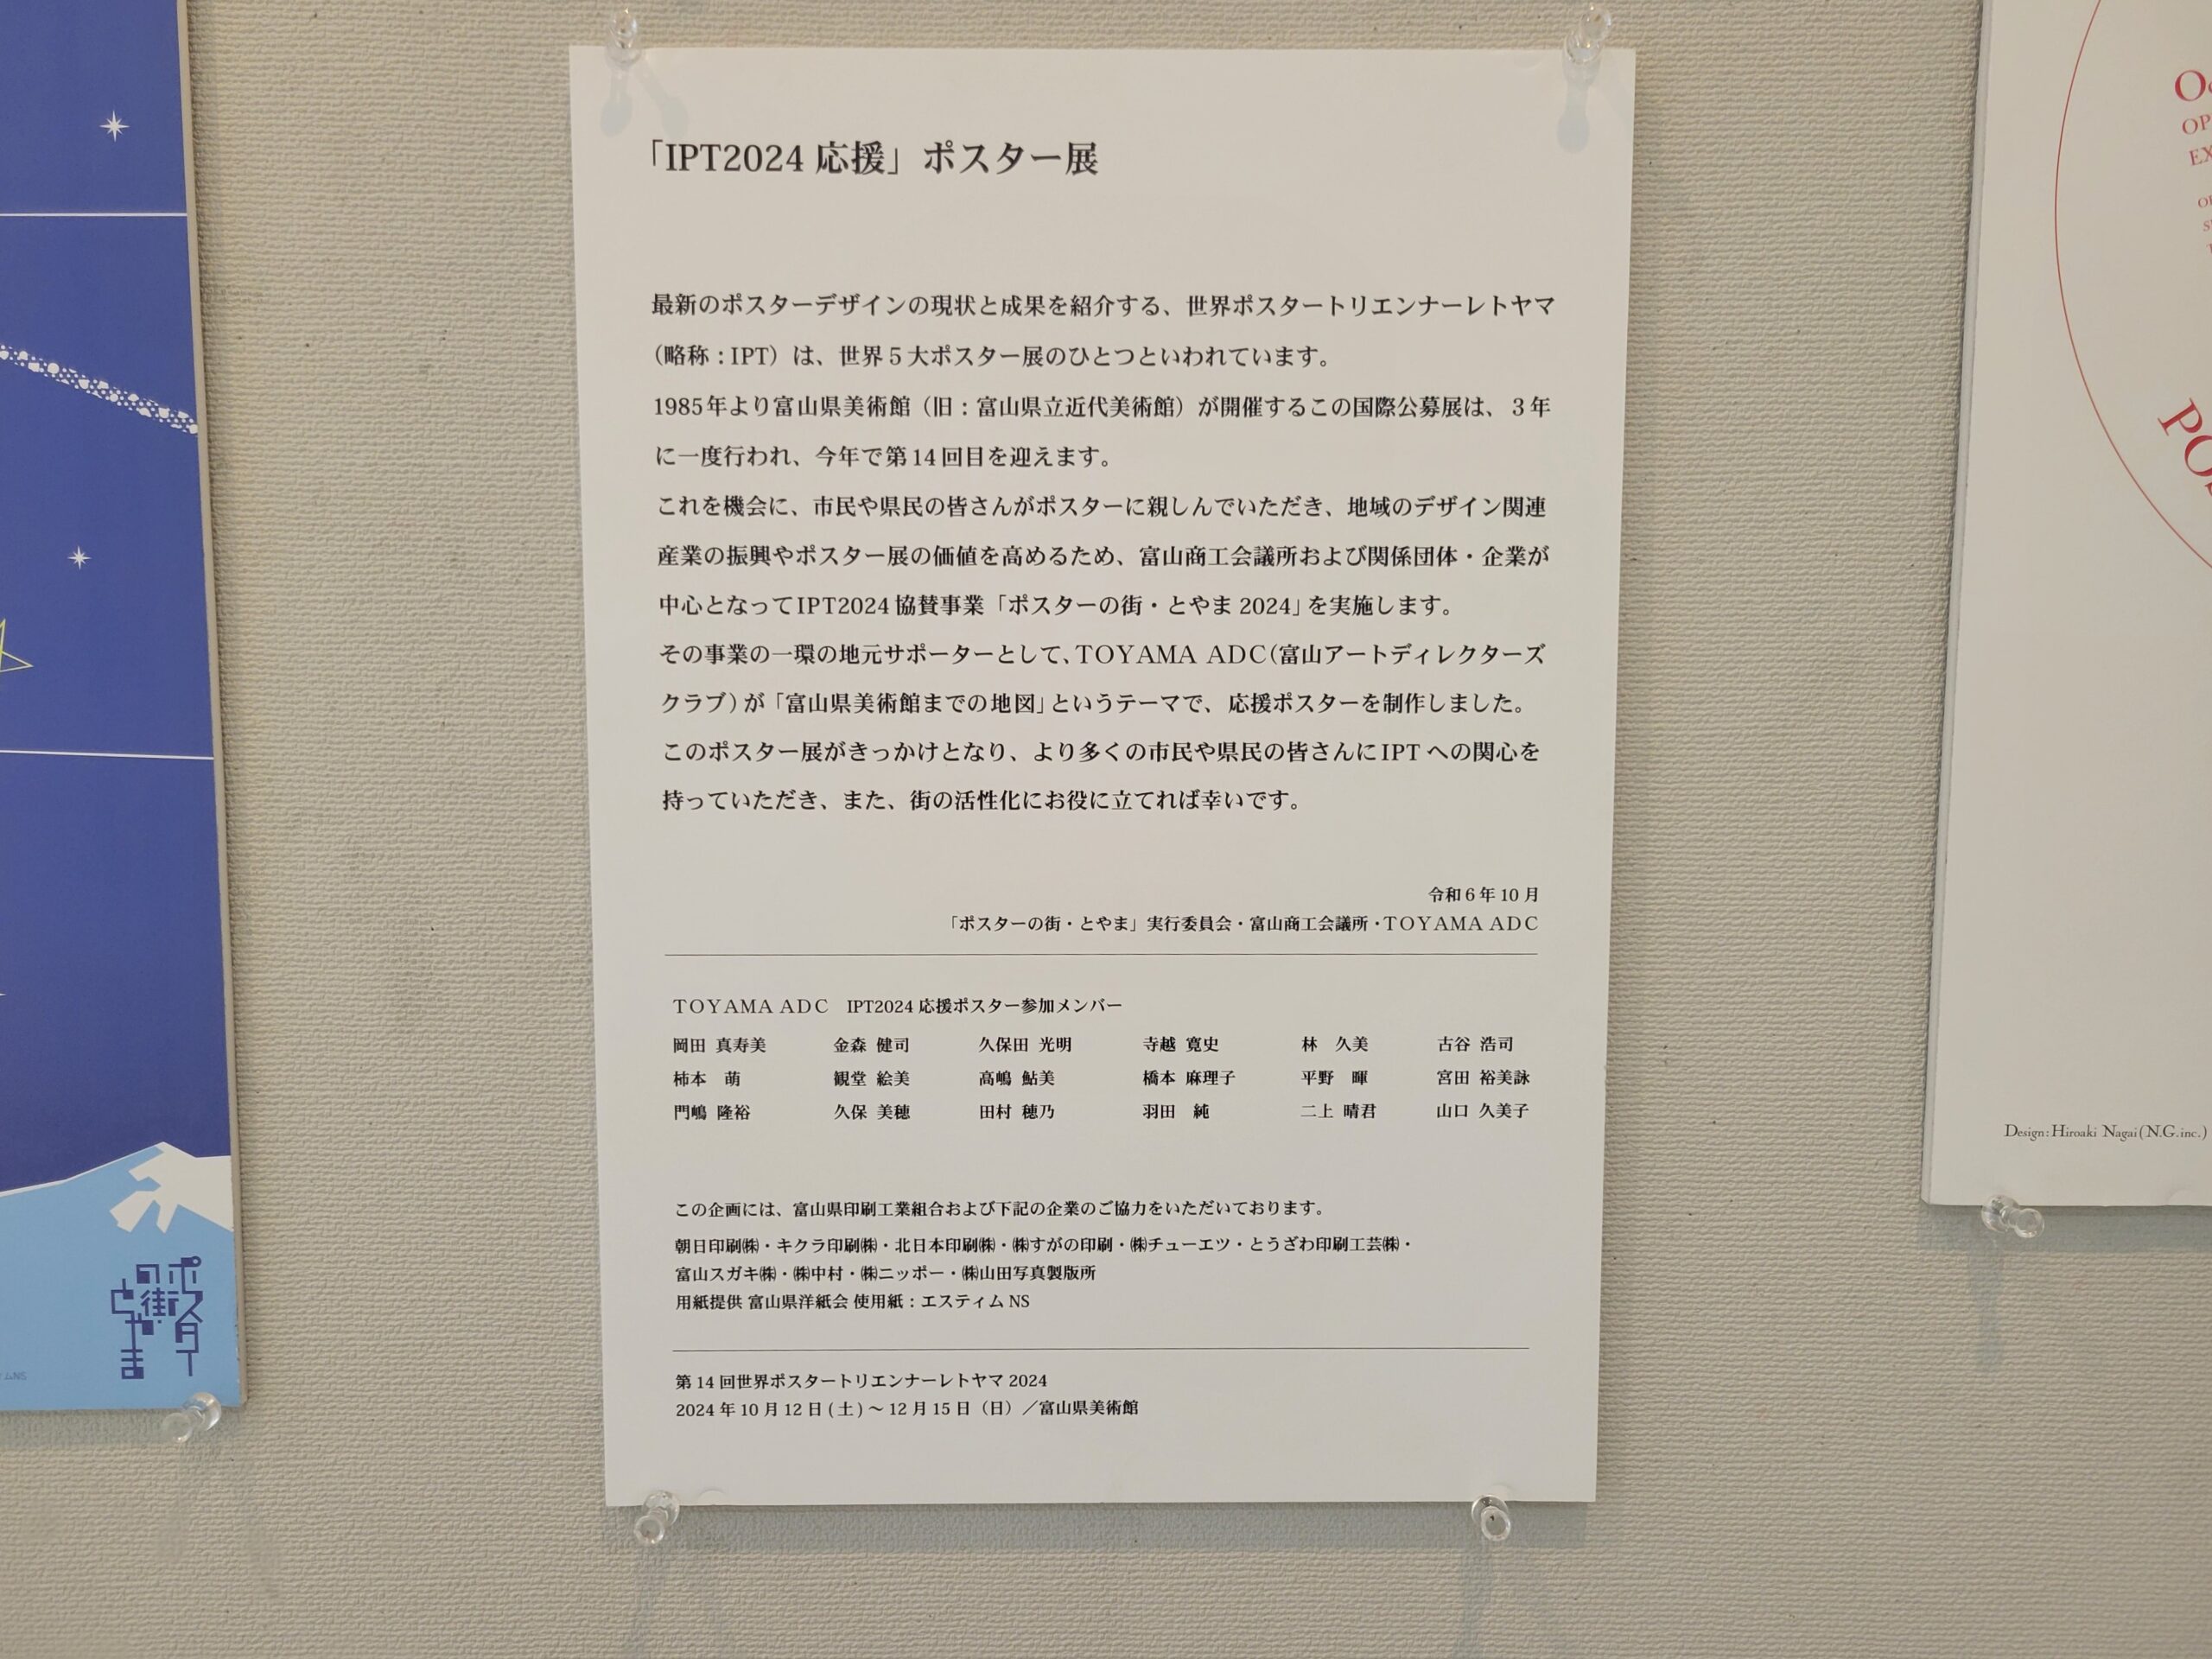 「IPT2024 応援」ポスター展
最新のポスターデザインの現状と成果を紹介する、世界ポスタートリエンナーレトヤマ
（略称：IPT）は、世界5大ポスター展のひとつといわれています。
1985年より富山県美術館（旧：富山県立近代美術館）が開催するこの国際公募展は、3年
に一度行われ、今年で第14回目を迎えます。
これを機会に、市民や県民の皆さんがポスターに親しんでいただき、地域のデザイン関連
産業の振興やポスター展の価値を高めるため、富山商工会議所および関係団体・企業が
中心となってIPT2024協賛事業「ポスターの街・とやま 2024」を実施します。
その事業の一環の地元サポーターとして、TOYAMA ADC（富山アートディレクターズ
クラブ）が「富山県美術館までの地図」というテーマで、応援ポスターを制作しました。
このポスター展がきっかけとなり、より多くの市民や県民の皆さんにIPTへの関心を
持っていただき、また、街の活性化にお役に立てれば幸いです。
令和6年10月
「ポスターの街・とやま」実行委員会・富山商工会議所・TOYAMA ADC
TOYAMA ADC　IPT2024 応援ポスター参加メンバー
岡田 真寿美　金森 健司　久保田 光明　寺越 寛史　林　久美　古谷 浩司
柿本　萌　観堂 絵美　高嶋 鮎美　橋本 麻理子　平野　暉　宮田 裕美詠
門嶋 隆裕　久保 美穂　田村 穂乃　羽田　純　二上 晴君　山口 久美子
この企画には、富山県印刷工業組合および下記の企業のご協力をいただいております。
朝日印刷㈱・キクラ印刷㈱・北日本印刷㈱・㈱すがの印刷・㈱チューエツ・とうざわ印刷工芸㈱・
富山スガキ㈱・㈱中村・㈱ニッポー・㈱山田写真製版所
用紙提供 富山県洋紙会 使用紙：エスティム NS
第14回世界ポスタートリエンナーレトヤマ2024
2024年10月12日(土)～12月15日（日）／富山県美術館
ポスター
の街
とやま
OP
EX
Design: Hiroaki Nagai (N.G.inc.)